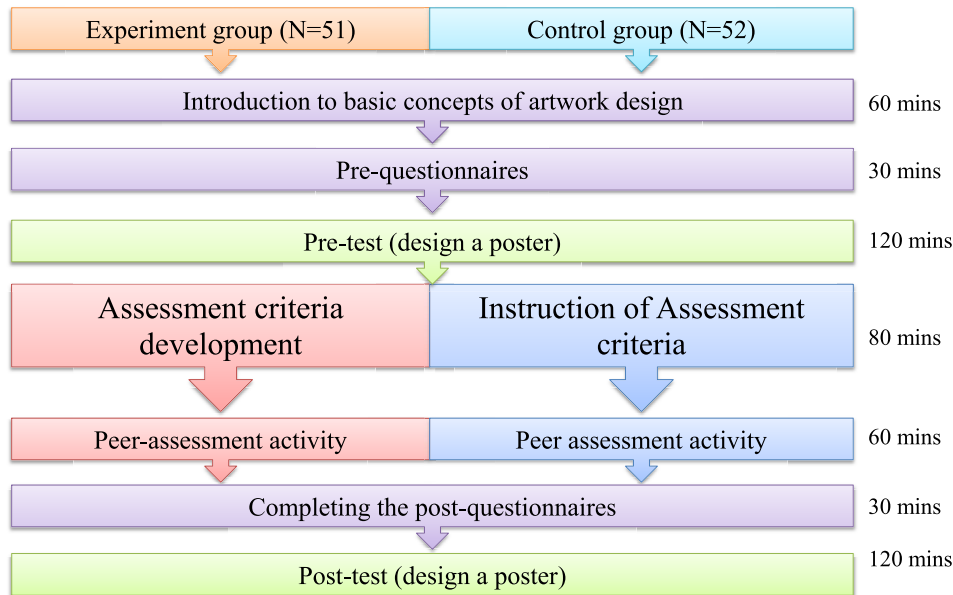 Experiment group (N=51)
Control group (N=52)
Introduction to basic concepts of artwork design
60 mins
Pre-questionnaires
30 mins
Pre-test (design a poster)
120 mins
Assessment criteria
development
Instruction of Assessment
criteria
80 mins
Peer-assessment activity
Peer assessment activity
60 mins
Completing the post-questionnaires
30 mins
Post-test (design a poster)
120 mins